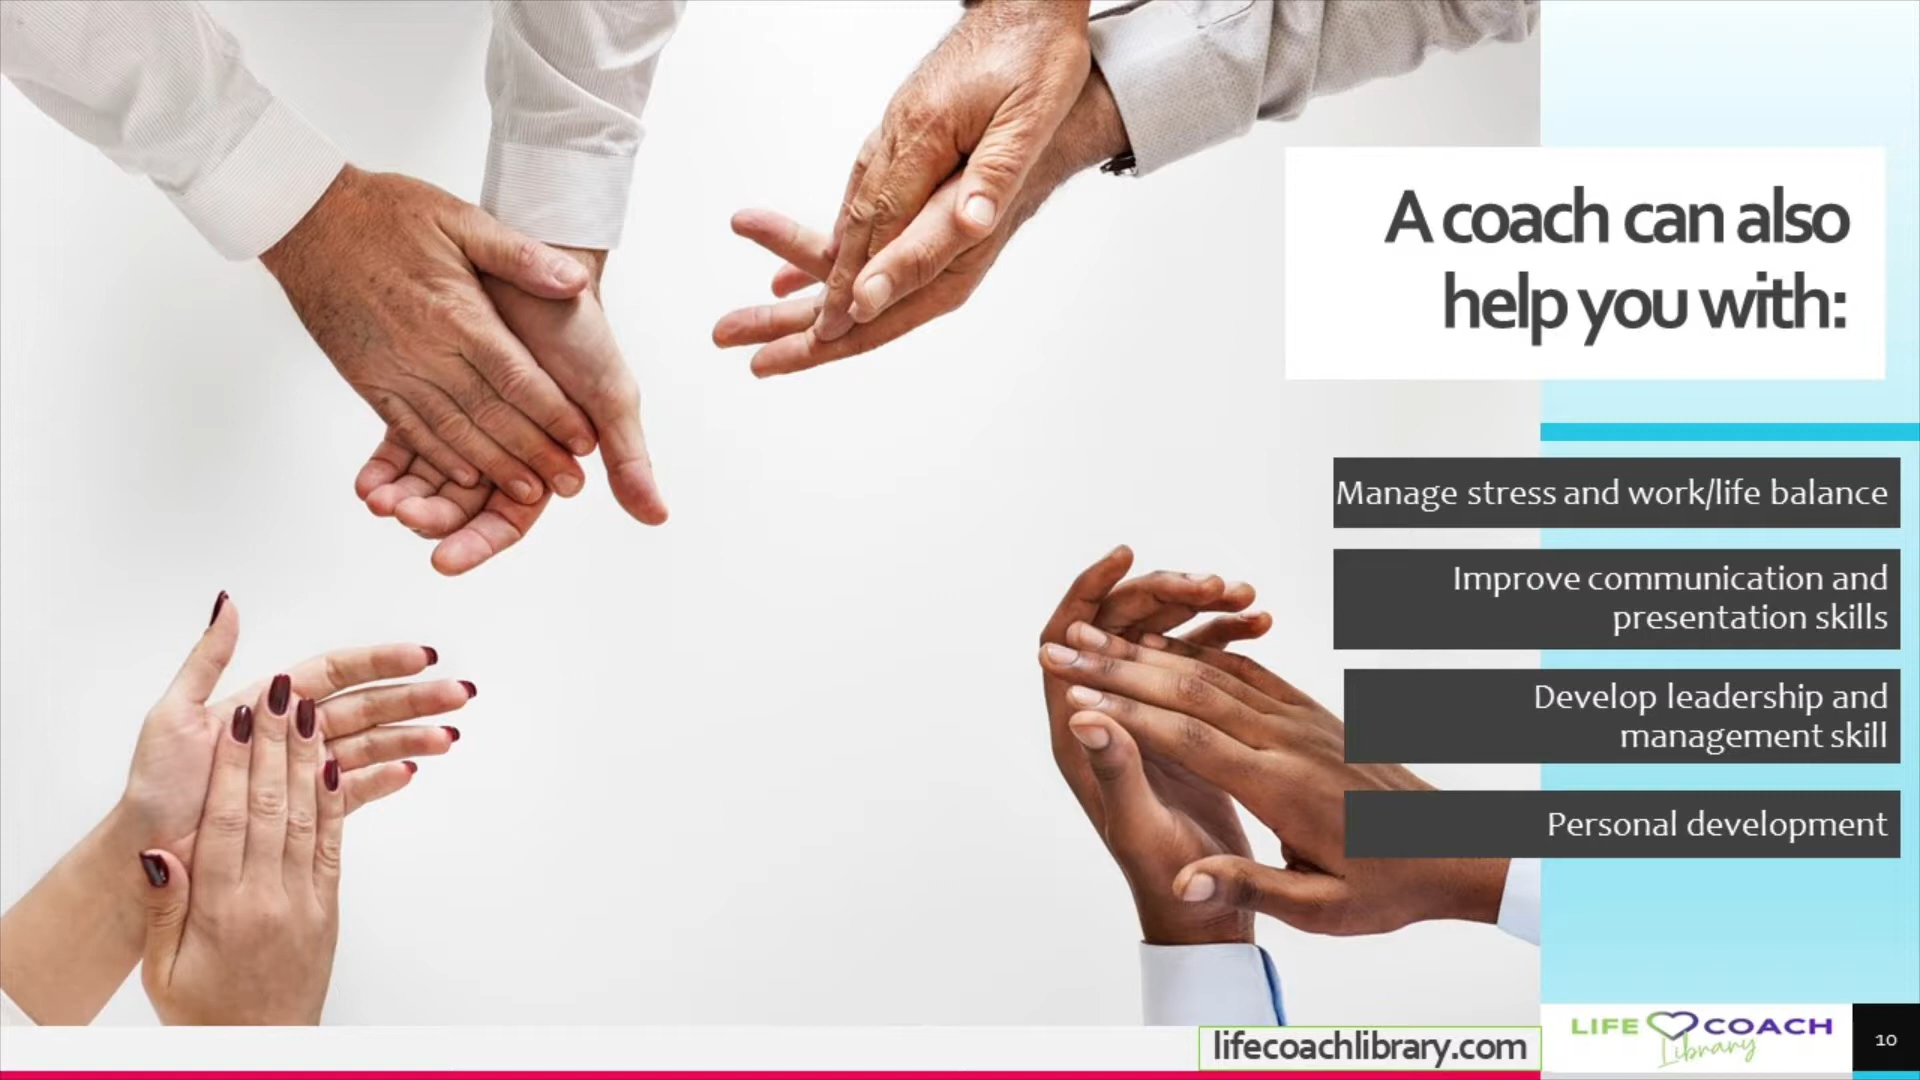 A coach can also
help you with:
Manage stress and work/life balance
Improve communication and
presentation skills
Develop leadership and
management skill
Personal development
lifecoachlibrary.com
LIFE COACH
Library
10